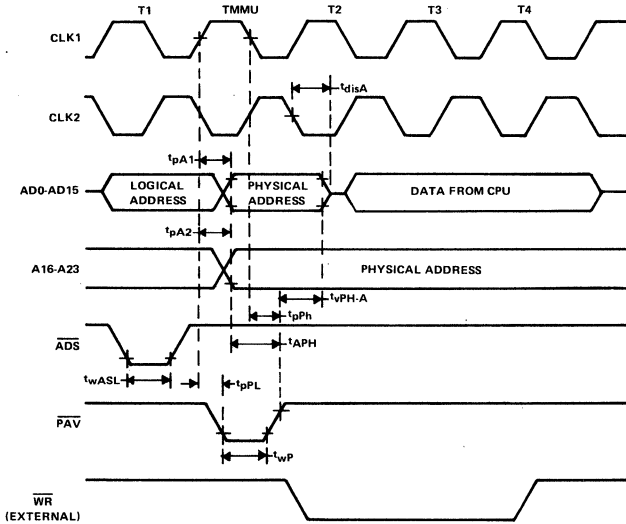 T1 TMMU T2 T3 T4
CLK1
tdisA
CLK2
tpA1
AD0-AD15 LOGICAL ADDRESS PHYSICAL ADDRESS DATA FROM CPU
tpA2
A16-A23 PHYSICAL ADDRESS
tvPH-A
tpPh
ADS tAPH
twASL tpPL
PAV
twP
WR
(EXTERNAL)